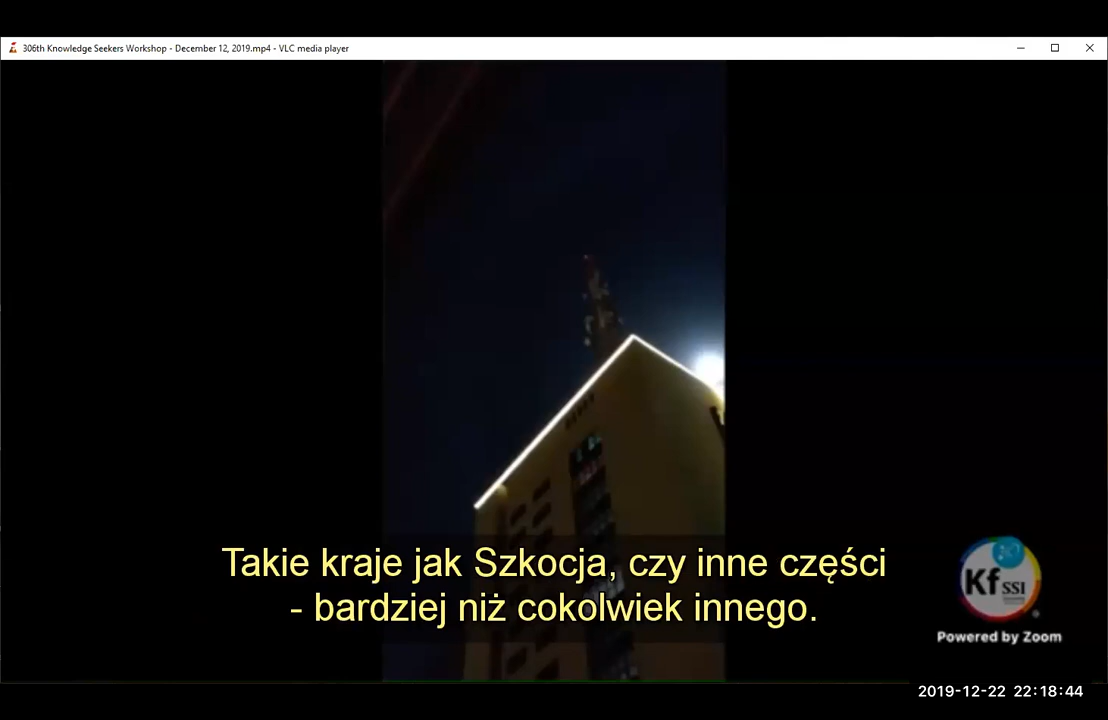 306th Knowledge Seekers Workshop - December 12, 2019.mp4 - VLC media player
Takie kraje jak Szkocja, czy inne części
- bardziej niż cokolwiek innego.
Kf SSI
Powered by Zoom
2019-12-22 22:18:44